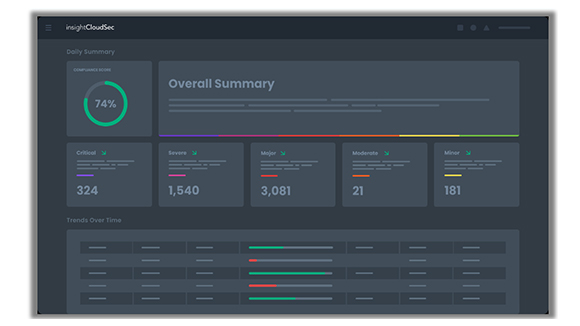 insightCloudSec
Daily Summary
COMPLIANCE SCORE
74%
Overall Summary
Critical
324
Severe
1,540
Major
3,081
Moderate
21
Minor
181
Trends Over Time